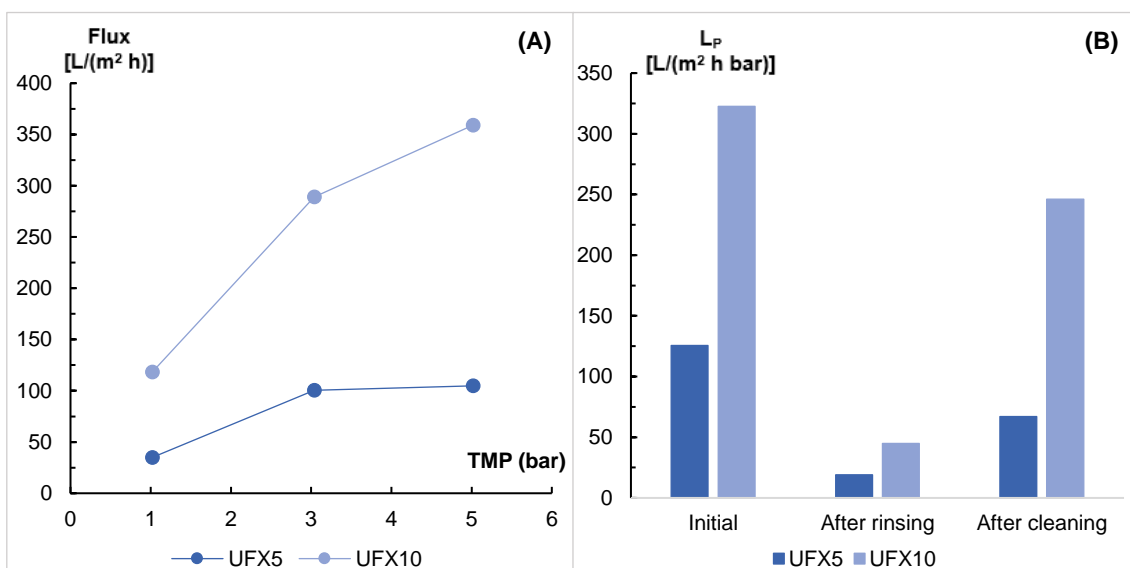 Flux
[L/(m² h)]
(A)
400
350
300
250
200
150
100
50
0
TMP (bar)
0 1 2 3 4 5 6
UFX5 UFX10
L_P
[L/(m² h bar)]
(B)
350
300
250
200
150
100
50
0
Initial After rinsing After cleaning
UFX5 UFX10